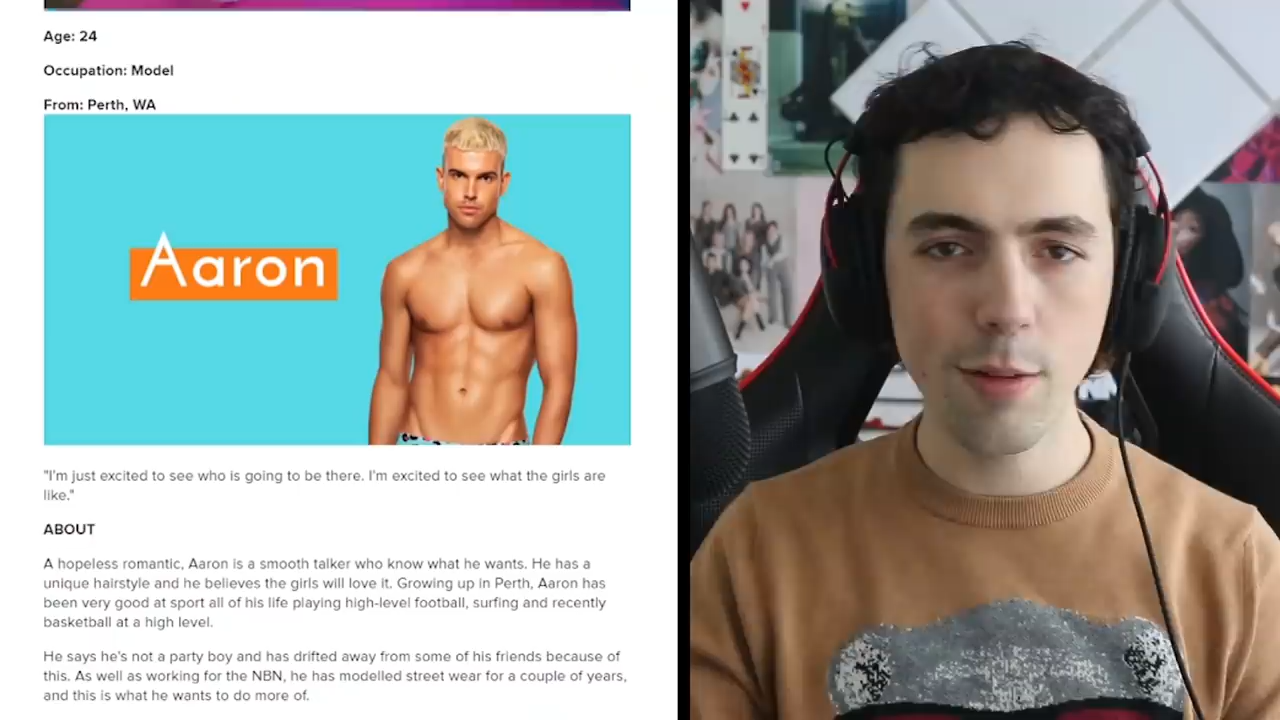 Age: 24
Occupation: Model
From: Perth, WA
Aaron
"I'm just excited to see who is going to be there. I'm excited to see what the girls are
like."
ABOUT
A hopeless romantic, Aaron is a smooth talker who know what he wants. He has a
unique hairstyle and he believes the girls will love it. Growing up in Perth, Aaron has
been very good at sport all of his life playing high-level football, surfing and recently
basketball at a high level.
He says he's not a party boy and has drifted away from some of his friends because of
this. As well as working for the NBN, he has modelled street wear for a couple of years,
and this is what he wants to do more of.